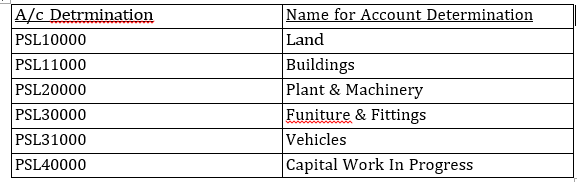 A/c Detrmination Name for Account Determination
PSL10000 Land
PSL11000 Buildings
PSL20000 Plant & Machinery
PSL30000 Funiture & Fittings
PSL31000 Vehicles
PSL40000 Capital Work In Progress